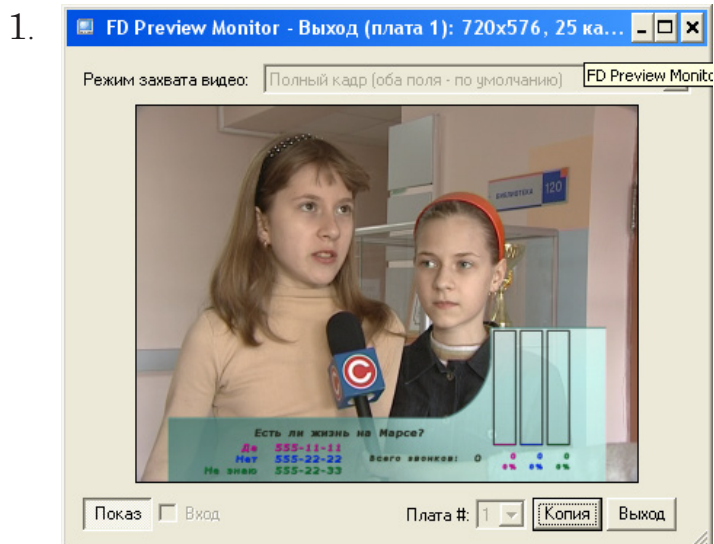 1.
FD Preview Monitor - Выход (плата 1): 720x576, 25 ка...
Режим захвата видео: Полный кадр (оба поля - по умолчанию)
FD Preview Monito
БИБЛИОТЕКА 120
Есть ли жизнь на Марсе?
Да 555-11-11
Нет 555-22-22 Всего звонков: 0 0 0 0
Не знаю 555-22-33 0% 0% 0%
Показ Вход Плата #: 1 Копия Выход